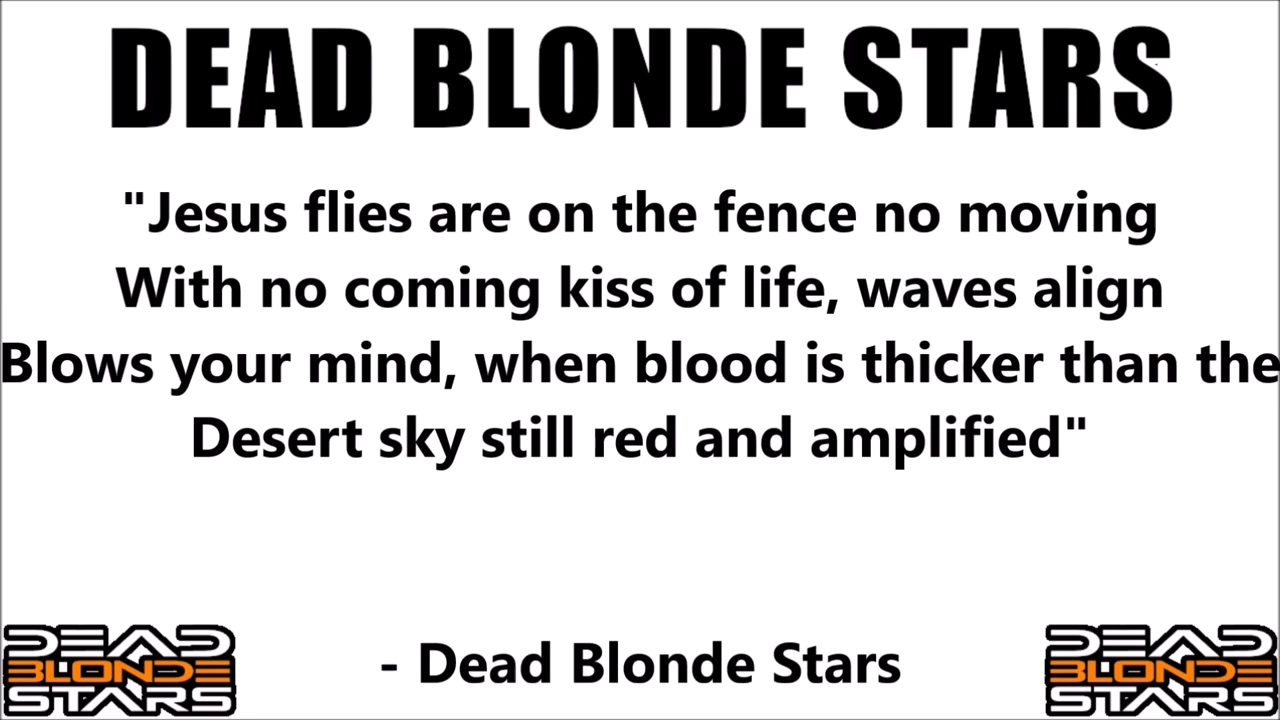 DEAD BLONDE STARS
"Jesus flies are on the fence no moving
With no coming kiss of life, waves align
Blows your mind, when blood is thicker than the
Desert sky still red and amplified"
- Dead Blonde Stars
DEAD
BLONDE
STARS
DEAD
BLONDE
STARS